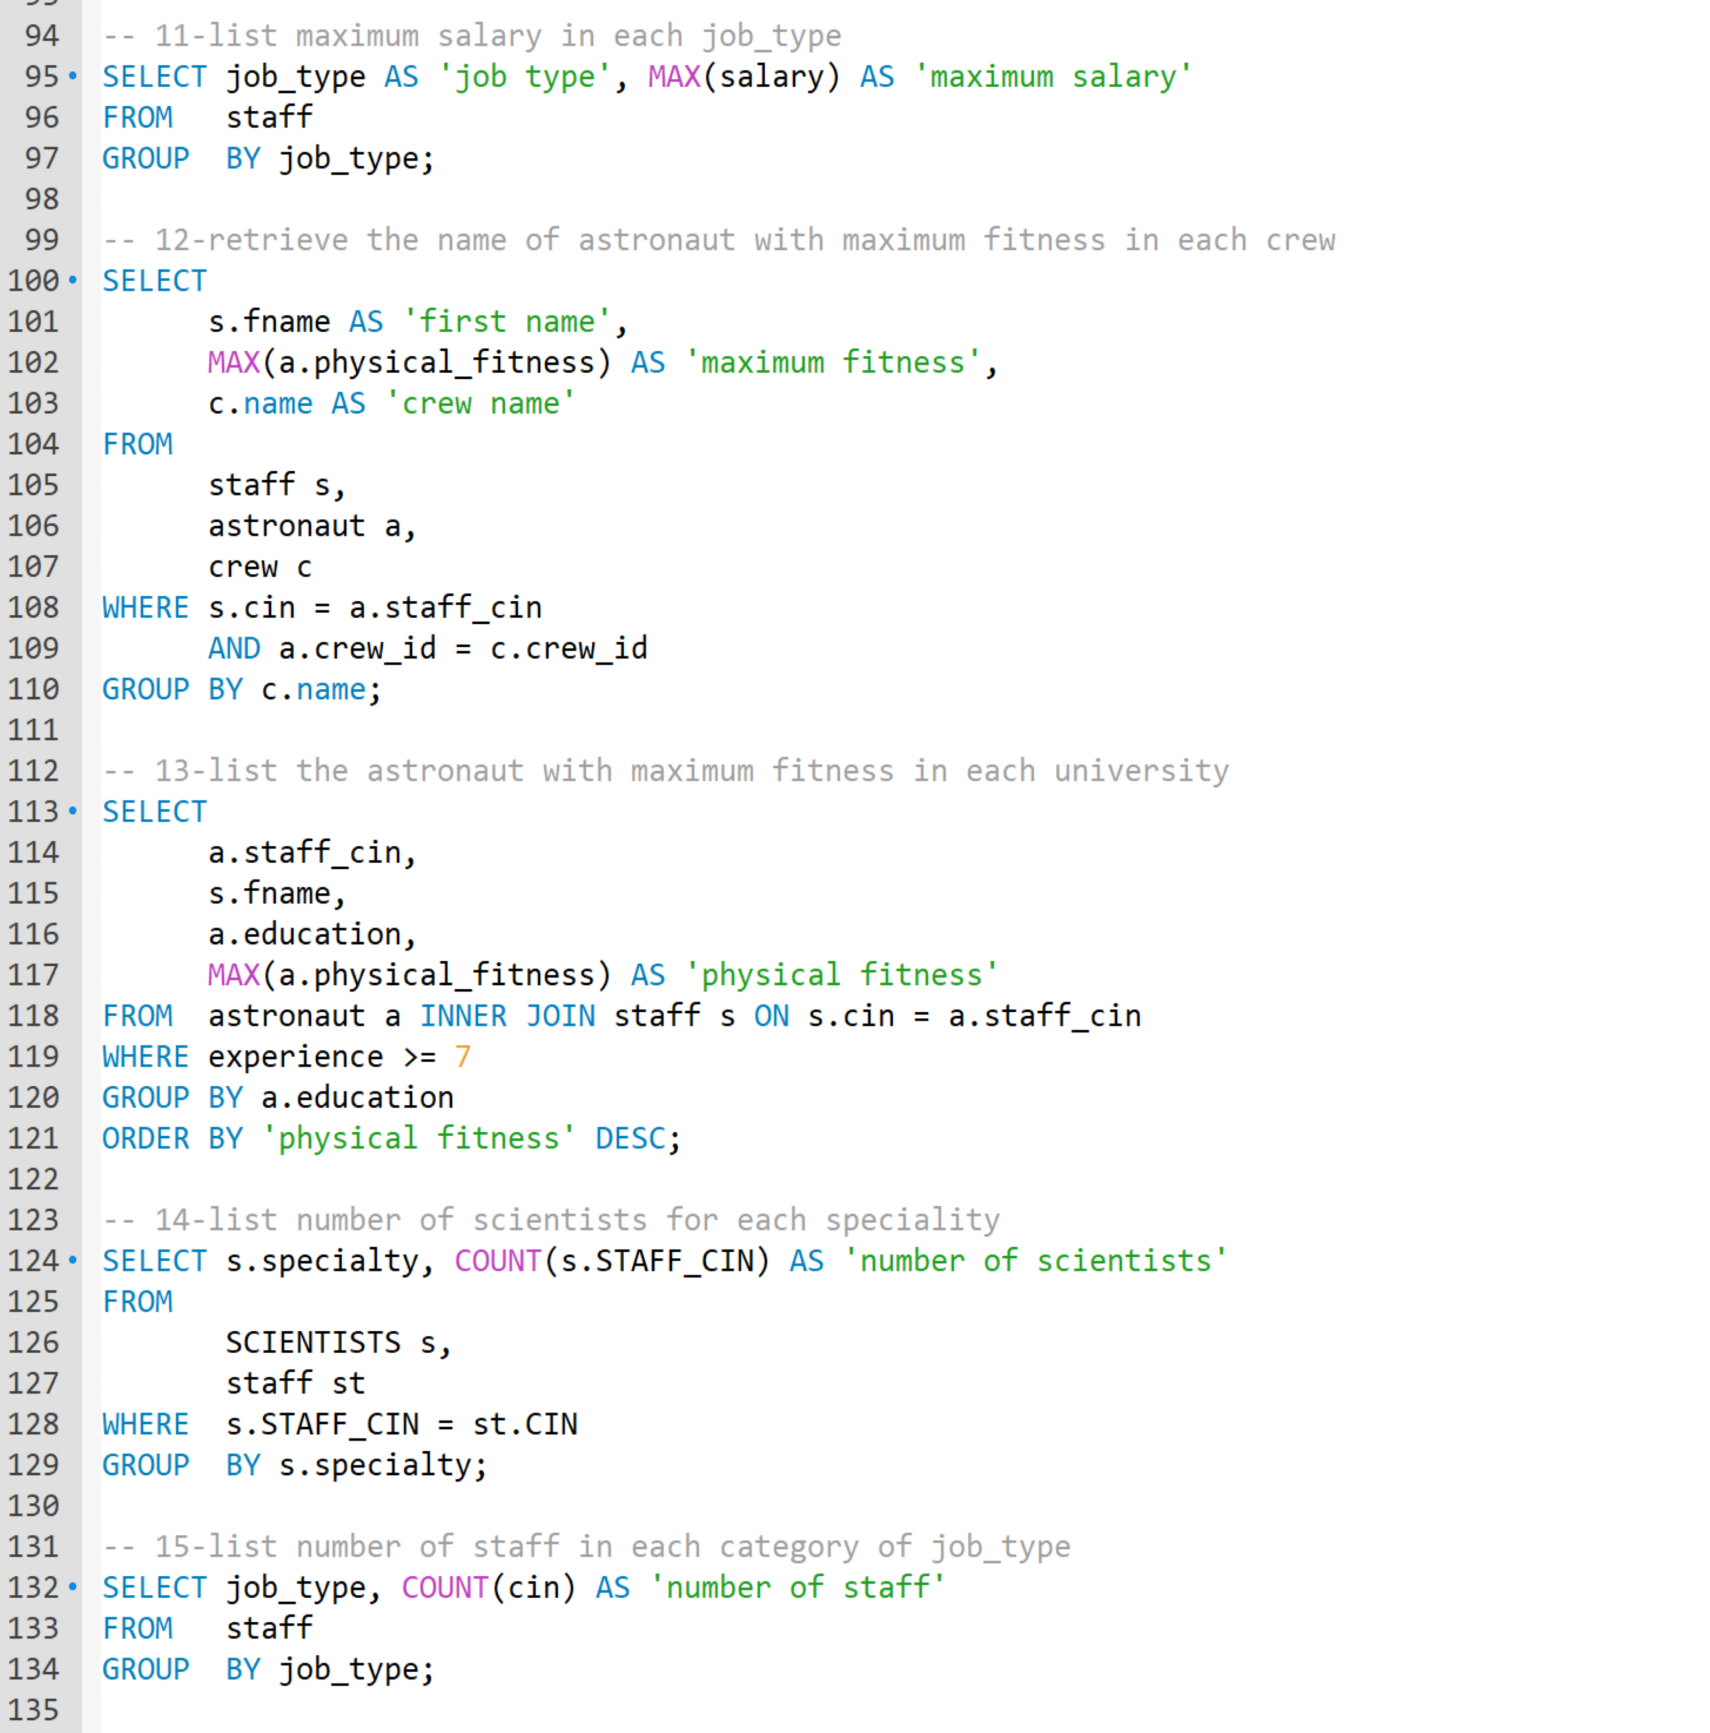 94 -- 11-list maximum salary in each job_type
95 SELECT job_type AS 'job type', MAX(salary) AS 'maximum salary'
96 FROM   staff
97 GROUP  BY job_type;
98
99 -- 12-retrieve the name of astronaut with maximum fitness in each crew
100 SELECT
101       s.fname AS 'first name',
102       MAX(a.physical_fitness) AS 'maximum fitness',
103       c.name AS 'crew name'
104 FROM
105       staff s,
106       astronaut a,
107       crew c
108 WHERE s.cin = a.staff_cin
109       AND a.crew_id = c.crew_id
110 GROUP BY c.name;
111
112 -- 13-list the astronaut with maximum fitness in each university
113 SELECT
114       a.staff_cin,
115       s.fname,
116       a.education,
117       MAX(a.physical_fitness) AS 'physical fitness'
118 FROM  astronaut a INNER JOIN staff s ON s.cin = a.staff_cin
119 WHERE experience >= 7
120 GROUP BY a.education
121 ORDER BY 'physical fitness' DESC;
122
123 -- 14-list number of scientists for each speciality
124 SELECT s.specialty, COUNT(s.STAFF_CIN) AS 'number of scientists'
125 FROM
126        SCIENTISTS s,
127        staff st
128 WHERE  s.STAFF_CIN = st.CIN
129 GROUP  BY s.specialty;
130
131 -- 15-list number of staff in each category of job_type
132 SELECT job_type, COUNT(cin) AS 'number of staff'
133 FROM   staff
134 GROUP  BY job_type;
135